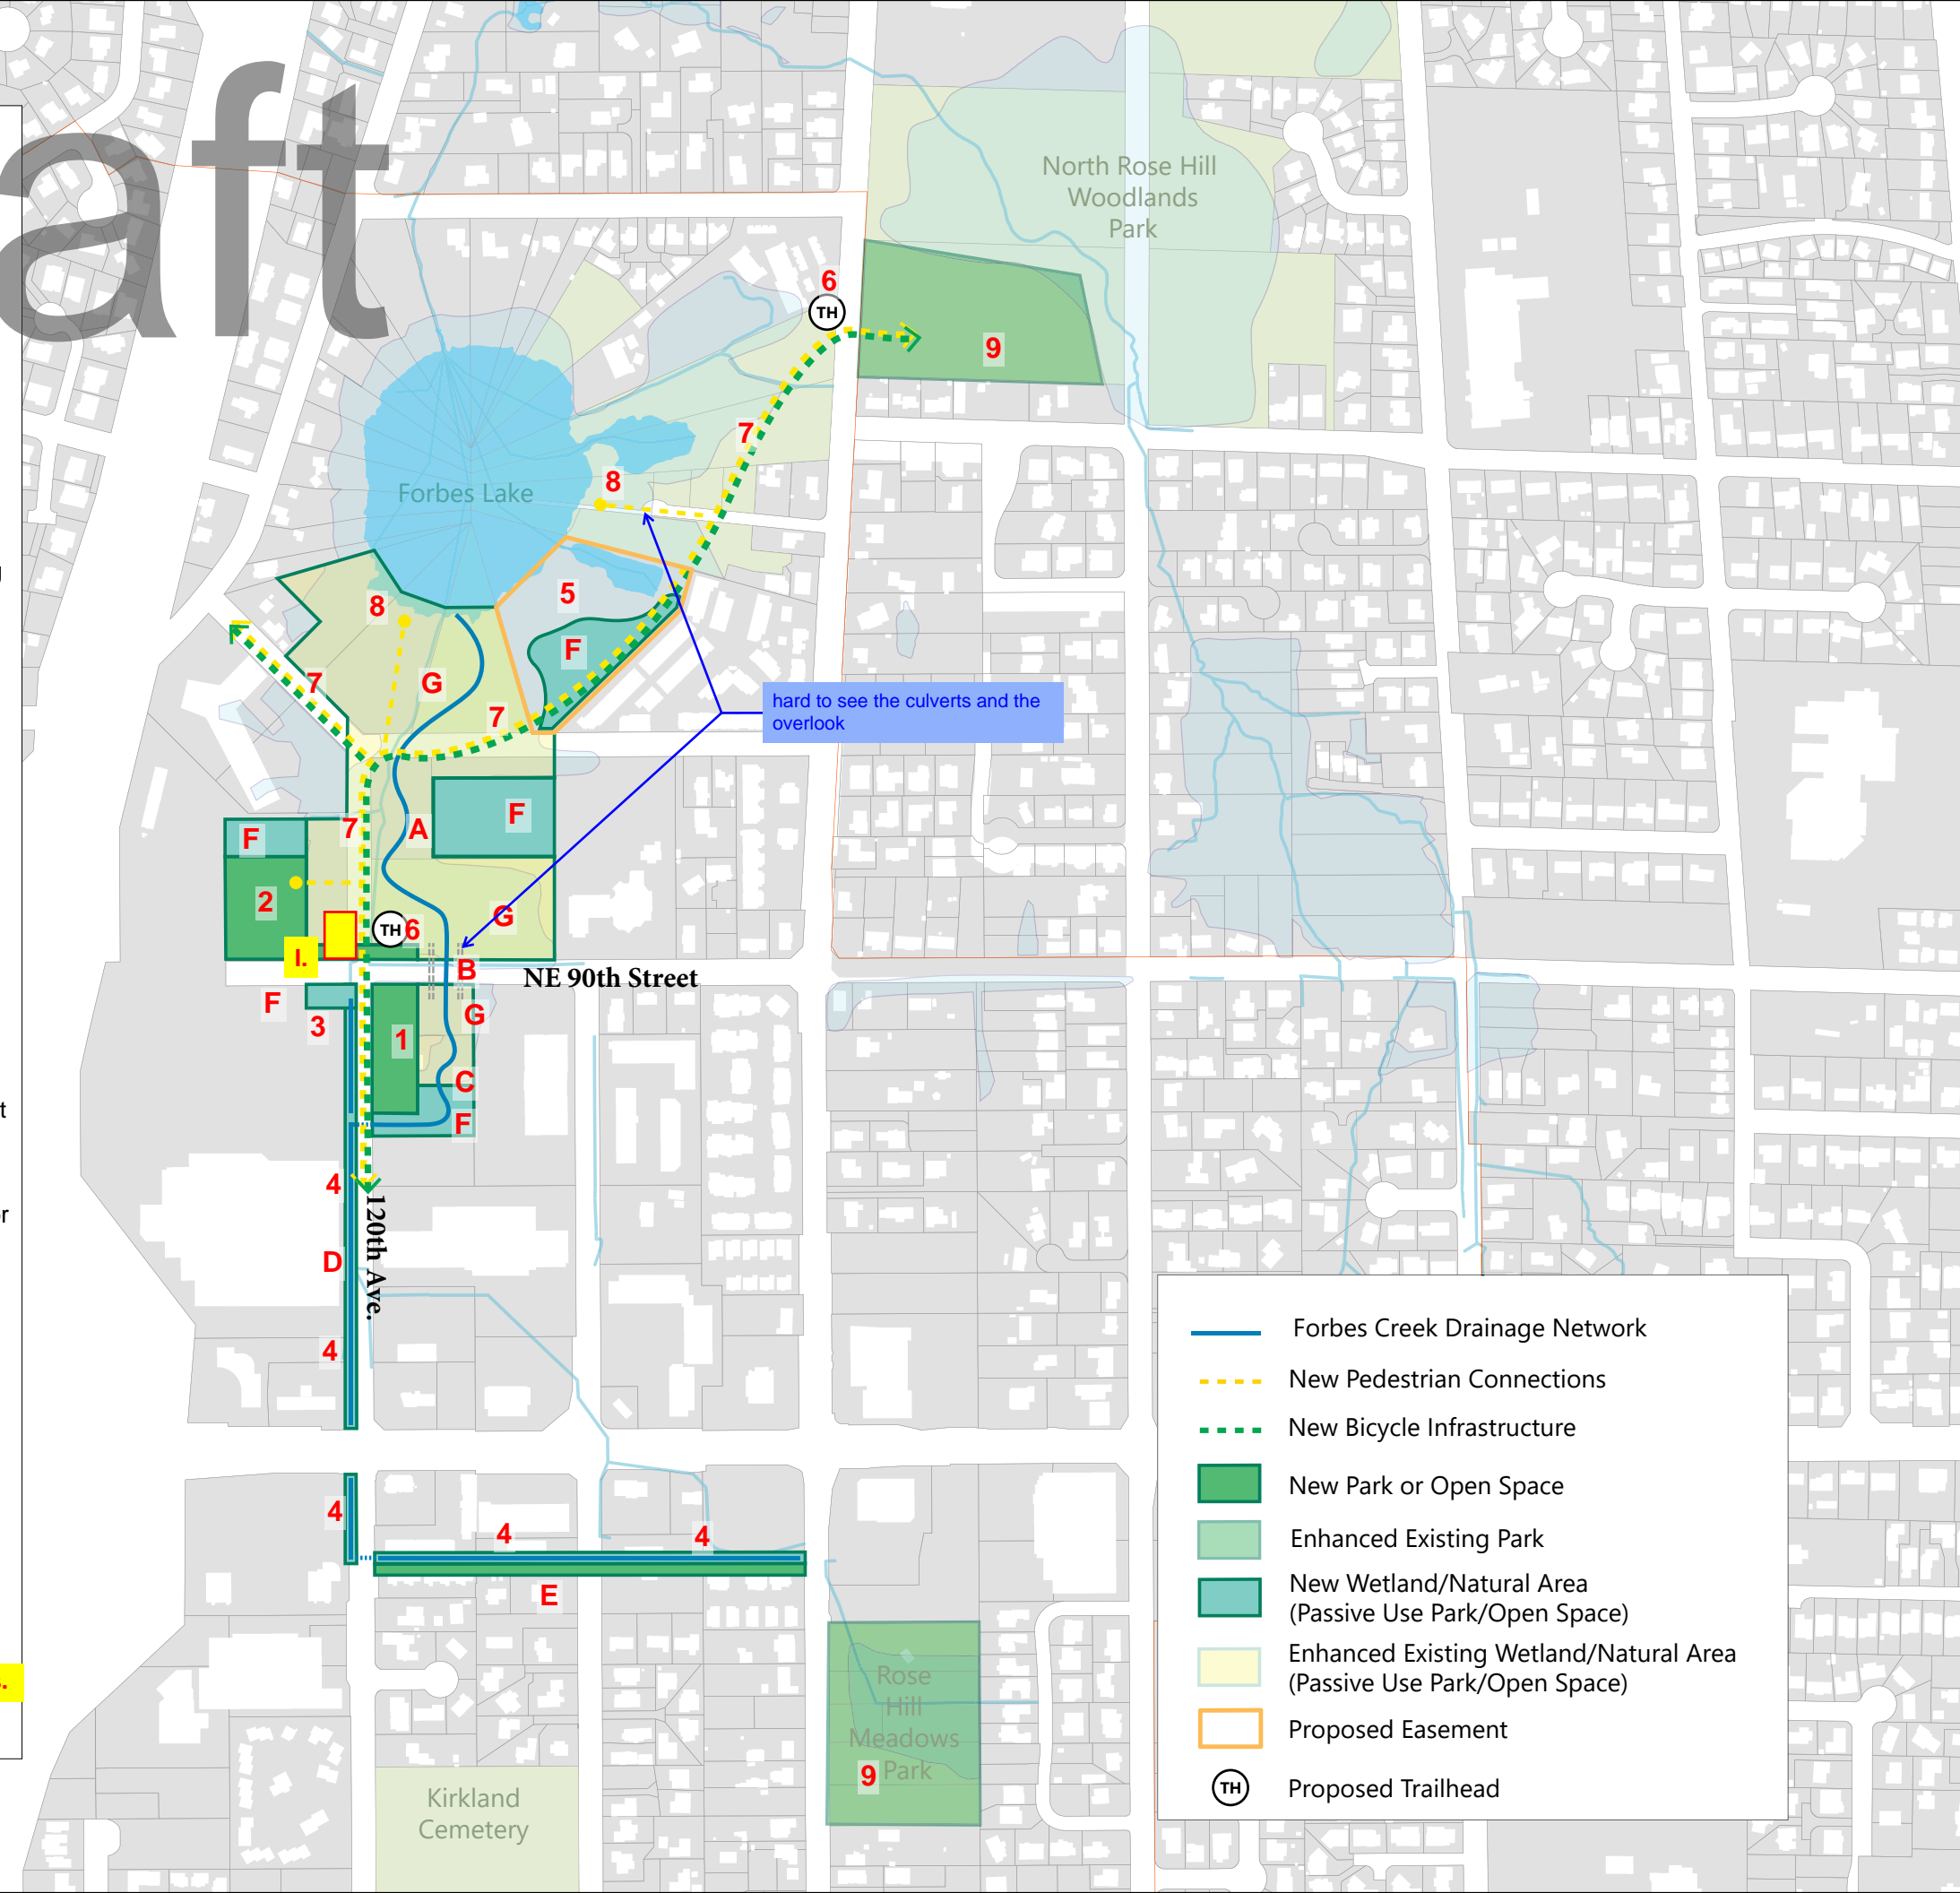 aft
North Rose Hill
Woodlands
Park
6
TH
9
7
8
Forbes Lake
5
8
F
7
G
7
hard to see the culverts and the
overlook
F
A
7
F
2
G
TH
6
I.
B
NE 90th Street
F
G
3
1
C
F
4
120th Ave.
D
4
4
4
4
E
Rose
Hill
Meadows
Park
9
Kirkland
Cemetery
Forbes Creek Drainage Network
New Pedestrian Connections
New Bicycle Infrastructure
New Park or Open Space
Enhanced Existing Park
New Wetland/Natural Area
(Passive Use Park/Open Space)
Enhanced Existing Wetland/Natural Area
(Passive Use Park/Open Space)
Proposed Easement
TH
Proposed Trailhead